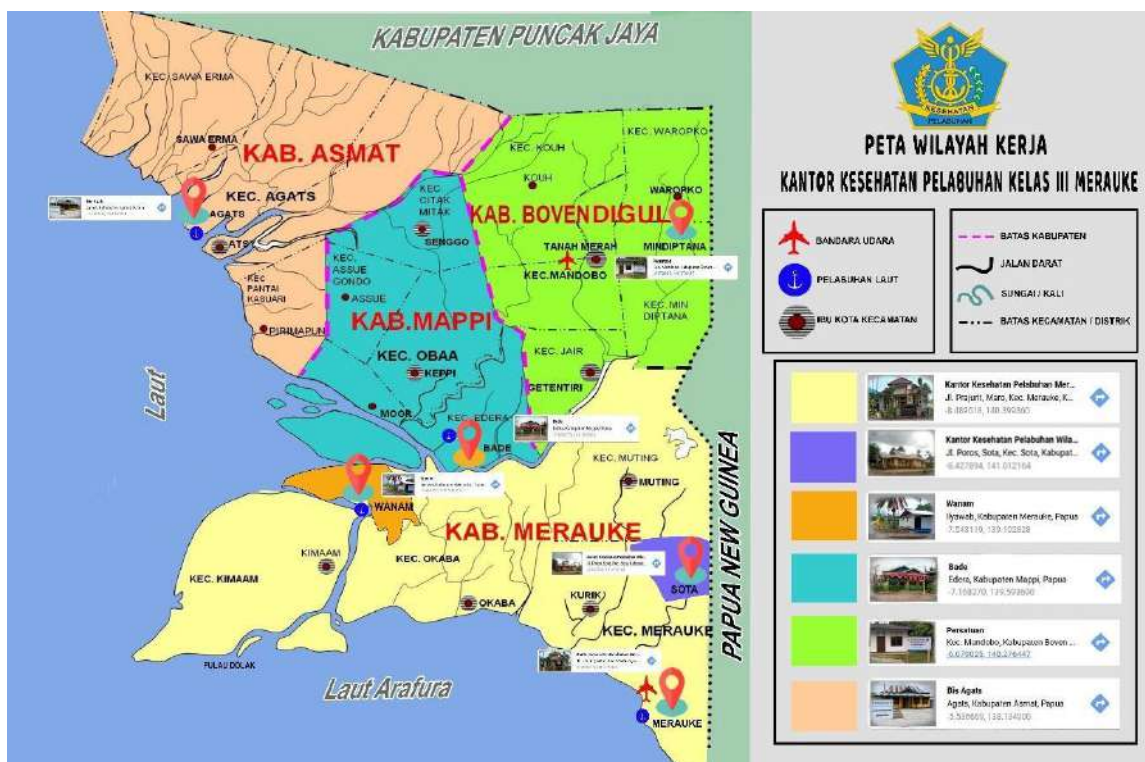 KABUPATEN PUNCAK JAYA
KEC. SAWA ERMA
SAWA ERMA
KAB. ASMAT
KEC. AGATS
AGATS
ATSY
KEC PANTAI KASUARI
PIRIMAPUN
KEC. WAROPKO
KEC. KOUH
KOUH
WAROPKO
KAB. BOVEN DIGUL
MINDIPTANA
TANAH MERAH
KEC.MANDOBO
KEC. MIN DIPTANA
KEC. JAIR
GETENTIRI
KEC CITAK MITAK
SENGGO
KEC. ASSUE GONDO
ASSUE
KAB.MAPPI
KEC. OBAA
KEPPI
MOOR
KEC. EDERA
BADE
Laut
WANAM
KEC. MUTING
MUTING
KAB. MERAUKE
KIMAAM
KEC. KIMAAM
KEC. OKABA
OKABA
KURIK
SOTA
KEC. MERAUKE
PULAU DOLAK
Laut Arafura
MERAUKE
PAPUA NEW GUINEA
KESEHATAN
PELABUHAN
PETA WILAYAH KERJA
KANTOR KESEHATAN PELABUHAN KELAS III MERAUKE
BANDARA UDARA
PELABUHAN LAUT
IBU KOTA KECAMATAN
BATAS KABUPATEN
JALAN DARAT
SUNGAI / KALI
BATAS KECAMATAN / DISTRIK
Kantor Kesehatan Pelabuhan Mer...
Jl. Prajurit, Maro, Kec. Merauke, K...
Kantor Kesehatan Pelabuhan Wila...
Jl. Poros, Sota, Kec. Sota, Kabupat...
Wanam
Ilyawab, Kabupaten Merauke, Papua
Bade
Edera, Kabupaten Mappi, Papua
Persatuan
Kec. Mandobo, Kabupaten Boven ...
Bis Agats
Agats, Kabupaten Asmat, Papua